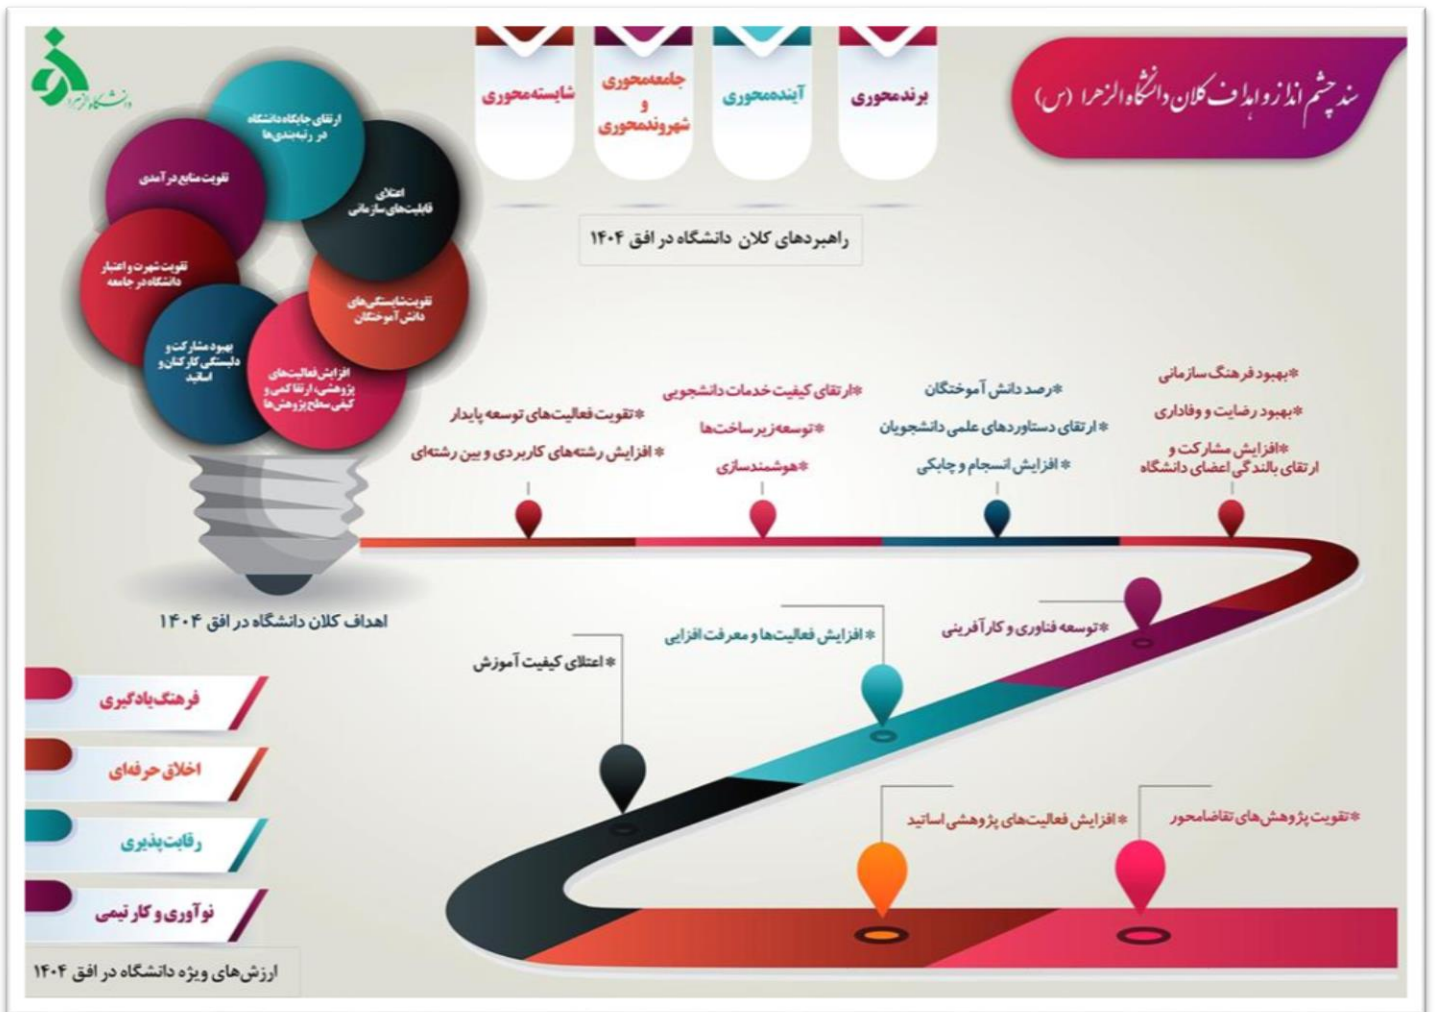 سند چشم انداز و اهداف کلان دانشگاه الزهرا (س)
برندمحوری
آینده‌محوری
جامعه‌محوری
و
شهروندمحوری
شایسته‌محوری
راهبردهای کلان دانشگاه در افق ۱۴۰۴
دانشگاه الزهرا
ارتقای جایگاه دانشگاه
در رتبه‌بندی‌ها
اعتلای
قابلیت‌های سازمانی
تقویت منابع درآمدی
تقویت شهرت و اعتبار
دانشگاه در جامعه
تقویت شایستگی‌های
دانش آموختگان
بهبود مشارکت و
دلبستگی کارکنان و
اساتید
افزایش فعالیت‌های
پژوهشی، ارتقا کمی و
کیفی سطح پژوهش‌ها
اهداف کلان دانشگاه در افق ۱۴۰۴
*بهبود فرهنگ سازمانی
*بهبود رضایت و وفاداری
*افزایش مشارکت و
ارتقای بالندگی اعضای دانشگاه
*رصد دانش آموختگان
*ارتقای دستاوردهای علمی دانشجویان
* افزایش انسجام و چابکی
*ارتقای کیفیت خدمات دانشجویی
*توسعه زیرساخت‌ها
*هوشمندسازی
*تقویت فعالیت‌های توسعه پایدار
* افزایش رشته‌های کاربردی و بین رشته‌ای
*توسعه فناوری و کارآفرینی
* افزایش فعالیت‌ها و معرفت افزایی
* اعتلای کیفیت آموزش
*تقویت پژوهش‌های تقاضامحور
* افزایش فعالیت‌های پژوهشی اساتید
فرهنگ یادگیری
اخلاق حرفه‌ای
رقابت‌پذیری
نوآوری و کار تیمی
ارزش‌های ویژه دانشگاه در افق ۱۴۰۴